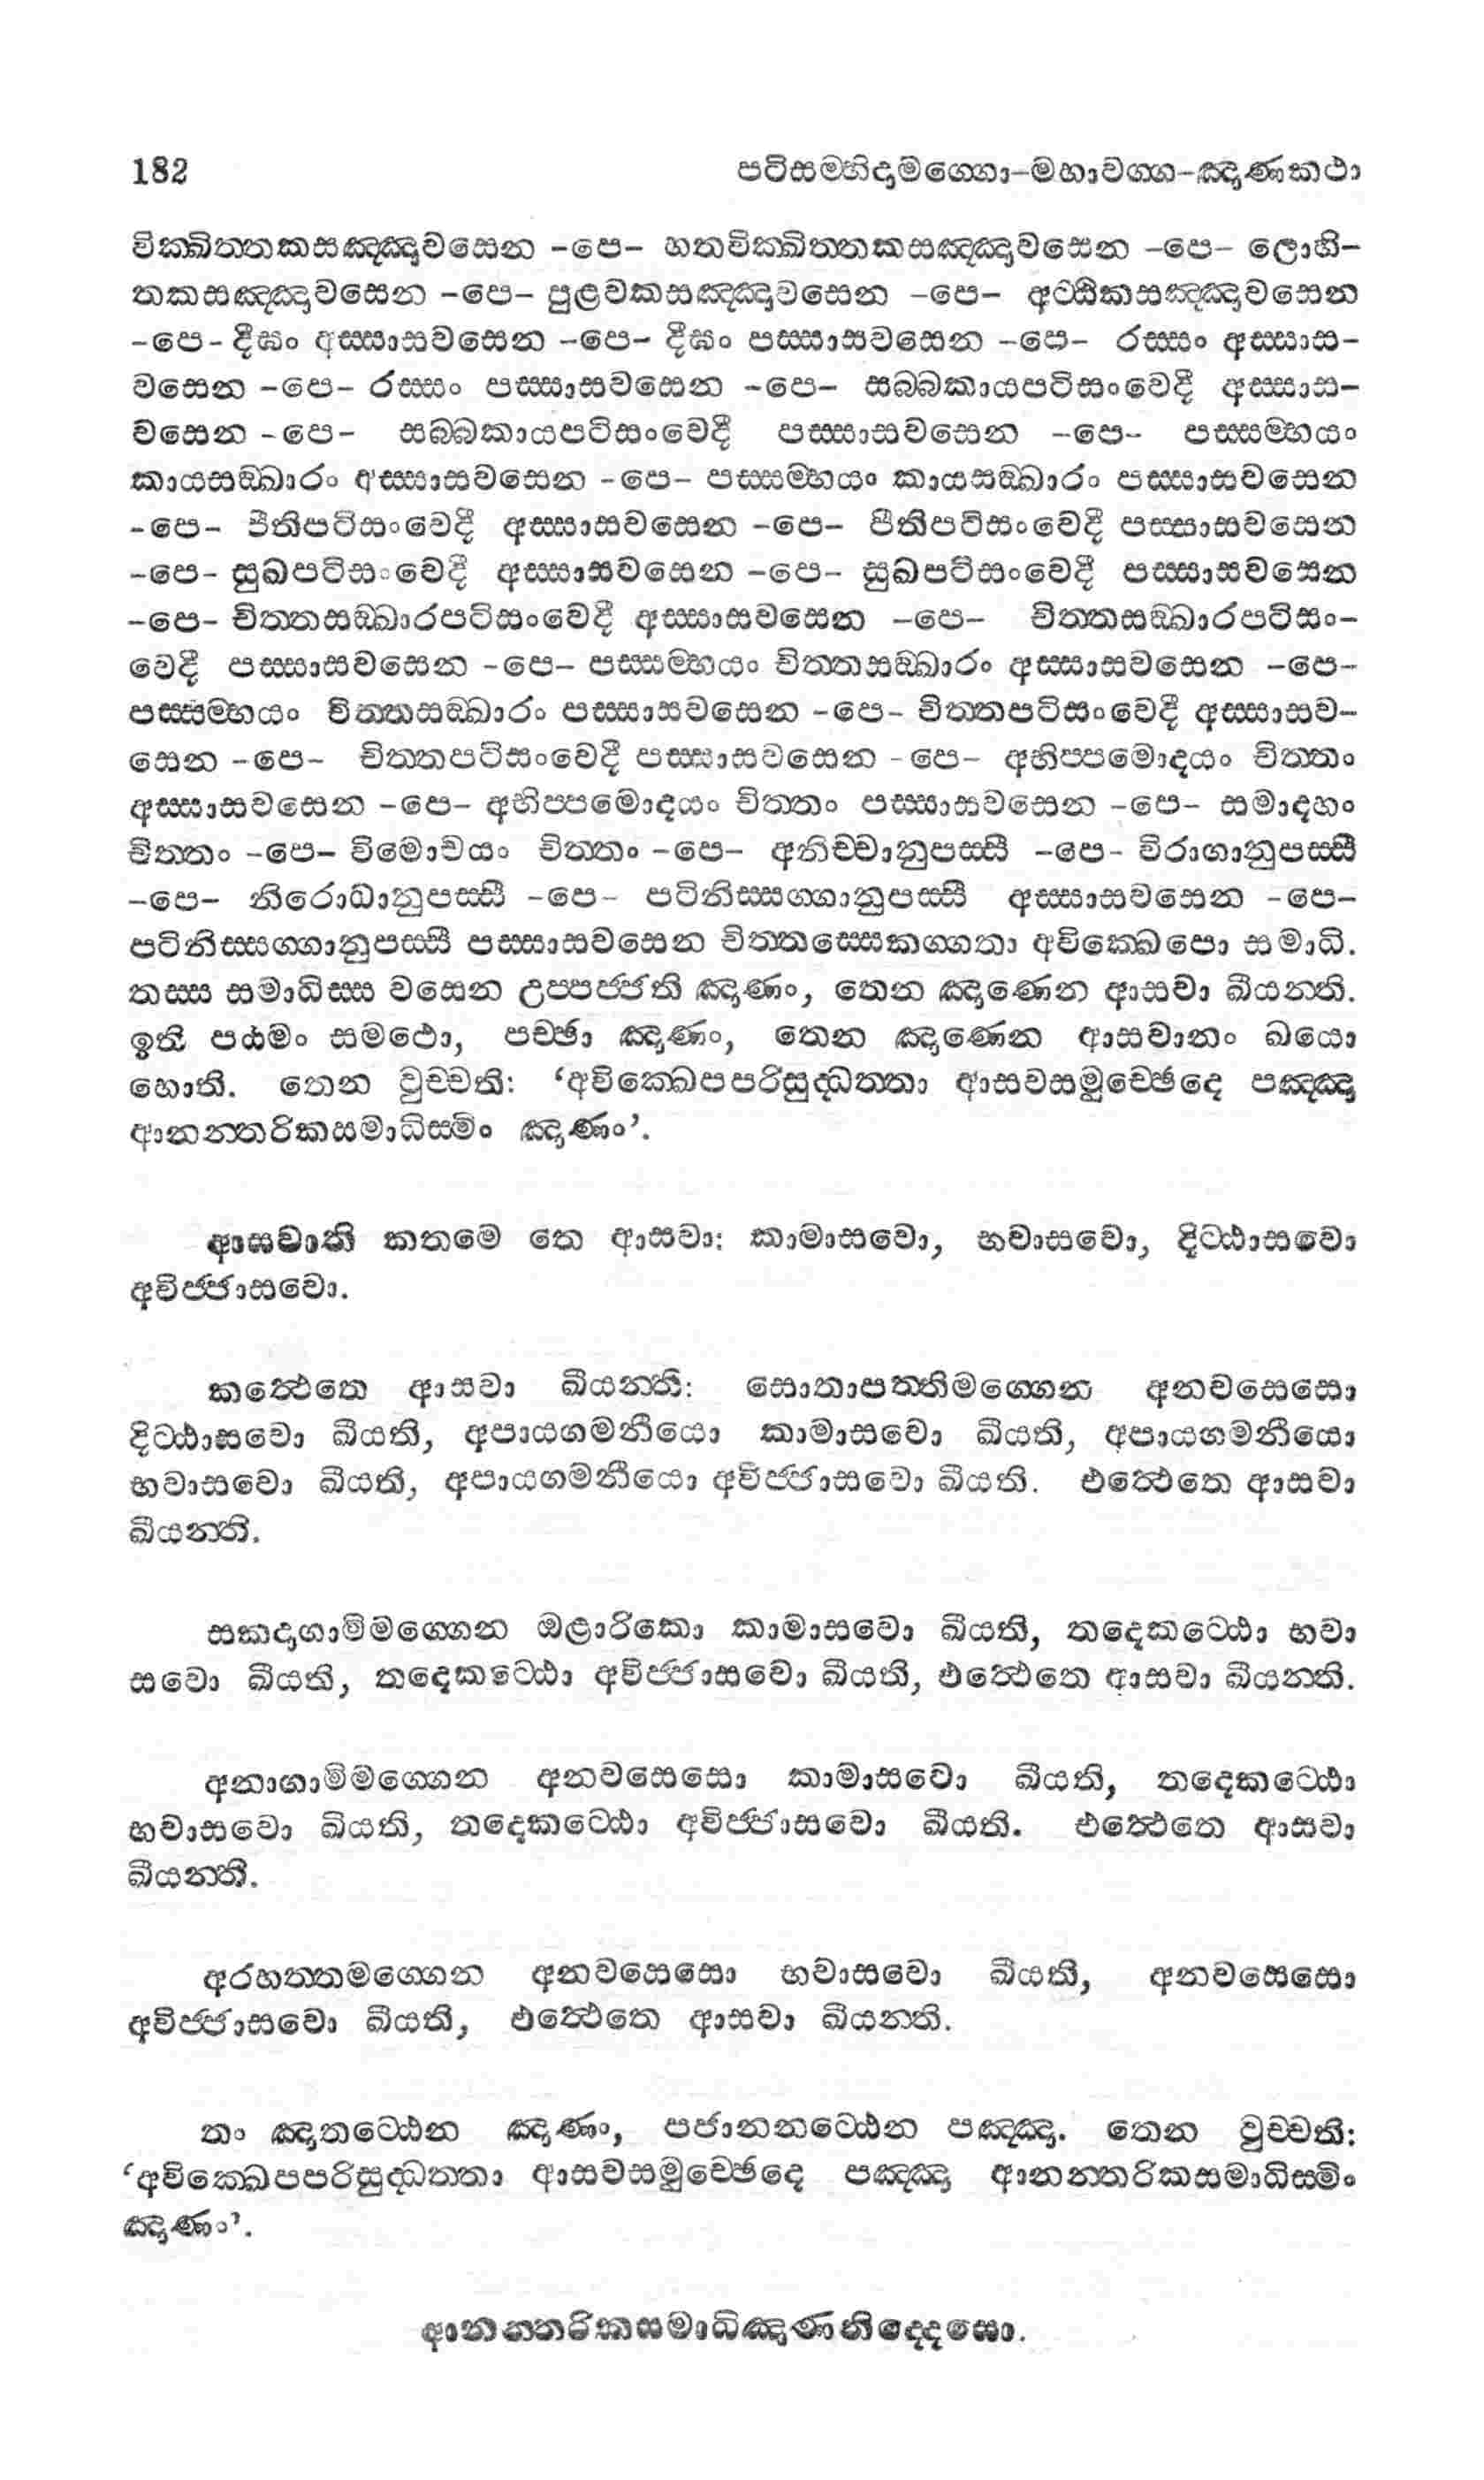 182 පටිසම්භිදාමග්ගො–මහාවග්ග–ඤාණකථා
වික්ඛිත්තකසඤ්ඤාවසෙන –පෙ– හතවික්ඛිත්තකසඤ්ඤාවසෙන –පෙ– ලොහි–
තකසඤ්ඤාවසෙන –පෙ– පුළවකසඤ්ඤාවසෙන –පෙ– අට්ඨිකසඤ්ඤාවසෙන
–පෙ– දීඝං අස්සාසවසෙන –පෙ– දීඝං පස්සාසවසෙන –පෙ– රස්සං අස්සාස–
වසෙන –පෙ– රස්සං පස්සාසවසෙන –පෙ– සබ්බකායපටිසංවෙදී අස්සාස–
වසෙන –පෙ– සබ්බකායපටිසංවෙදී පස්සාසවසෙන –පෙ– පස්සම්භයං
කායසඞ්ඛාරං අස්සාසවසෙන –පෙ– පස්සම්භයං කායසඞ්ඛාරං පස්සාසවසෙන
–පෙ– පීතිපටිසංවෙදී අස්සාසවසෙන –පෙ– පීතිපටිසංවෙදී පස්සාසවසෙන
–පෙ– සුඛපටිසංවෙදී අස්සාසවසෙන –පෙ– සුඛපටිසංවෙදී පස්සාසවසෙන
–පෙ– චිත්තසඞ්ඛාරපටිසංවෙදී අස්සාසවසෙන –පෙ– චිත්තසඞ්ඛාරපටිසං–
වෙදී පස්සාසවසෙන –පෙ– පස්සම්භයං චිත්තසඞ්ඛාරං අස්සාසවසෙන –පෙ–
පස්සම්භයං චිත්තසඞ්ඛාරං පස්සාසවසෙන –පෙ– චිත්තපටිසංවෙදී අස්සාසව–
සෙන –පෙ– චිත්තපටිසංවෙදී පස්සාසවසෙන –පෙ– අභිප්පමොදයං චිත්තං
අස්සාසවසෙන –පෙ– අභිප්පමොදයං චිත්තං පස්සාසවසෙන –පෙ– සමාදහං
චිත්තං –පෙ– විමොචයං චිත්තං –පෙ– අනිච්චානුපස්සී –පෙ– විරාගානුපස්සී
–පෙ– නිරොධානුපස්සී –පෙ– පටිනිස්සග්ගානුපස්සී අස්සාසවසෙන –පෙ–
පටිනිස්සග්ගානුපස්සී පස්සාසවසෙන චිත්තස්සෙකග්ගතා අවික්ඛෙපො සමාධි.
තස්ස සමාධිස්ස වසෙන උප්පජ්ජති ඤාණං, තෙන ඤාණෙන ආසවා ඛීයන්ති.
ඉති පඨමං සමථො, පච්ඡා ඤාණං, තෙන ඤාණෙන ආසවානං ඛයො
හොති. තෙන වුච්චති: ‘අවික්ඛෙපපරිසුද්ධත්තා ආසවසමුච්ඡෙදෙ පඤ්ඤා
ආනන්තරිකසමාධිස්මිං ඤාණං’.
ආසවාති කතමෙ තෙ ආසවා: කාමාසවො, භවාසවො, දිට්ඨාසවො
අවිජ්ජාසවො.
කත්ථෙතෙ ආසවා ඛීයන්ති: සොතාපත්තිමග්ගෙන අනවසෙසො
දිට්ඨාසවො ඛීයති, අපායගමනීයො කාමාසවො ඛීයති, අපායගමනීයො
භවාසවො ඛීයති, අපායගමනීයො අවිජ්ජාසවො ඛීයති. එත්ථෙතෙ ආසවා
ඛීයන්ති.
සකදාගාමිමග්ගෙන ඔළාරිකො කාමාසවො ඛීයති, තදෙකට්ඨො භවා
සවො ඛීයති, තදෙකට්ඨො අවිජ්ජාසවො ඛීයති, එත්ථෙතෙ ආසවා ඛීයන්ති.
අනාගාමිමග්ගෙන අනවසෙසො කාමාසවො ඛීයති, තදෙකට්ඨො
භවාසවො ඛීයති, තදෙකට්ඨො අවිජ්ජාසවො ඛීයති. එත්ථෙතෙ ආසවා
ඛීයන්ති.
අරහත්තමග්ගෙන අනවසෙසො භවාසවො ඛීයති, අනවසෙසො
අවිජ්ජාසවො ඛීයති, එත්ථෙතෙ ආසවා ඛීයන්ති.
තං ඤාතට්ඨෙන ඤාණං, පජානනට්ඨෙන පඤ්ඤා. තෙන වුච්චති:
‘අවික්ඛෙපපරිසුද්ධත්තා ආසවසමුච්ඡෙදෙ පඤ්ඤා ආනන්තරිකසමාධිස්මිං
ඤාණං’.
ආනන්තරිකසමාධිඤාණනිද්දෙසො.